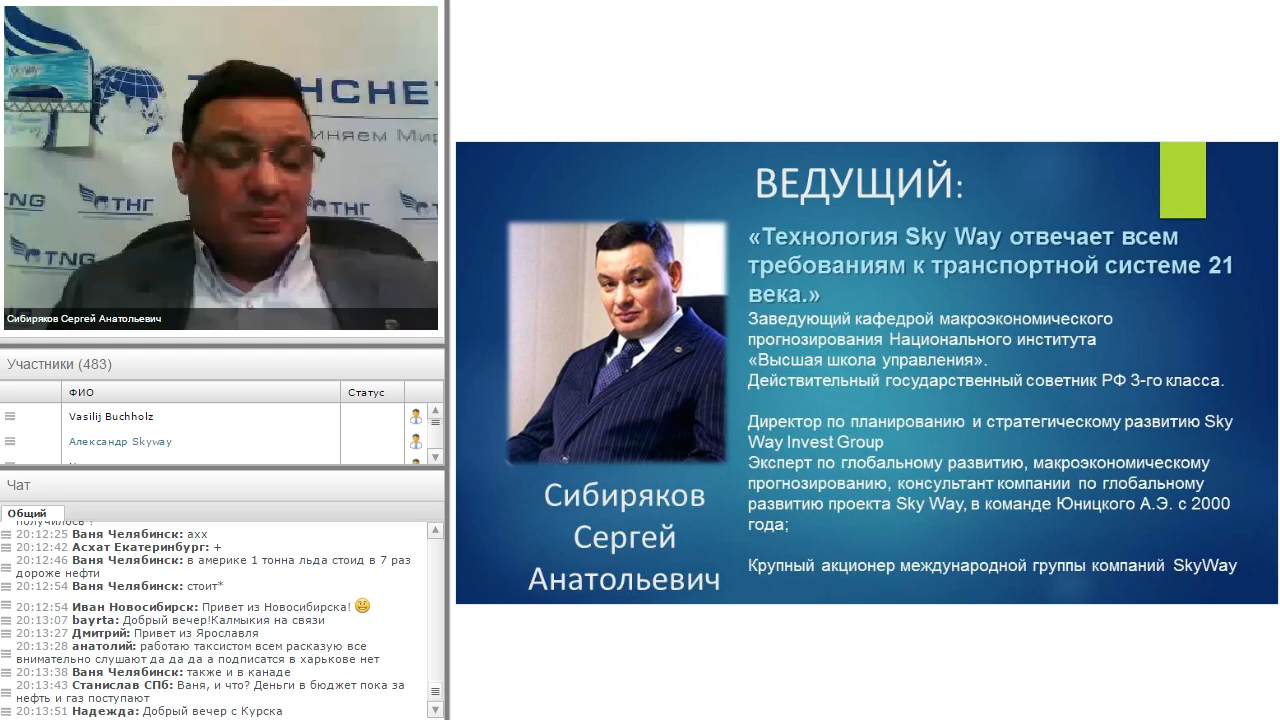 ТРАНСНЕТ
иняем Мир
TNG
ТНГ
ТНГ
TNG
TNG
Сибиряков Сергей Анатольевич
Участники (483)
ФИО Статус
Vasilij Buchholz
Александр Skyway
Чат
Общий
получилось ?
20:12:25 Ваня Челябинск: ахх
20:12:42 Асхат Екатеринбург: +
20:12:46 Ваня Челябинск: в америке 1 тонна льда стоид в 7 раз
дороже нефти
20:12:54 Ваня Челябинск: стоит*
20:12:54 Иван Новосибирск: Привет из Новосибирска!
20:13:07 bayrta: Добрый вечер!Калмыкия на связи
20:13:27 Дмитрий: Привет из Ярославля
20:13:28 анатолий: работаю таксистом всем расказую все
внимательно слушают да да да а подписатся в харькове нет
20:13:38 Ваня Челябинск: также и в канаде
20:13:43 Станислав СПб: Ваня, и что? Деньги в бюджет пока за
нефть и газ поступают
20:13:51 Надежда: Добрый вечер с Курска
ВЕДУЩИЙ:
«Технология Sky Way отвечает всем
требованиям к транспортной системе 21
века.»
Заведующий кафедрой макроэкономического
прогнозирования Национального института
«Высшая школа управления».
Действительный государственный советник РФ 3-го класса.
Директор по планированию и стратегическому развитию Sky
Way Invest Group
Эксперт по глобальному развитию, макроэкономическому
прогнозированию, консультант компании по глобальному
развитию проекта Sky Way, в команде Юницкого А.Э. с 2000
года;
Крупный акционер международной группы компаний SkyWay
Сибиряков
Сергей
Анатольевич